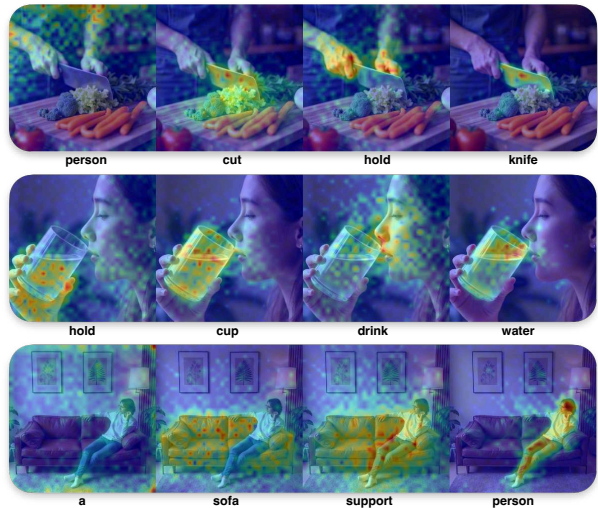 person cut hold knife
hold cup drink water
a sofa support person